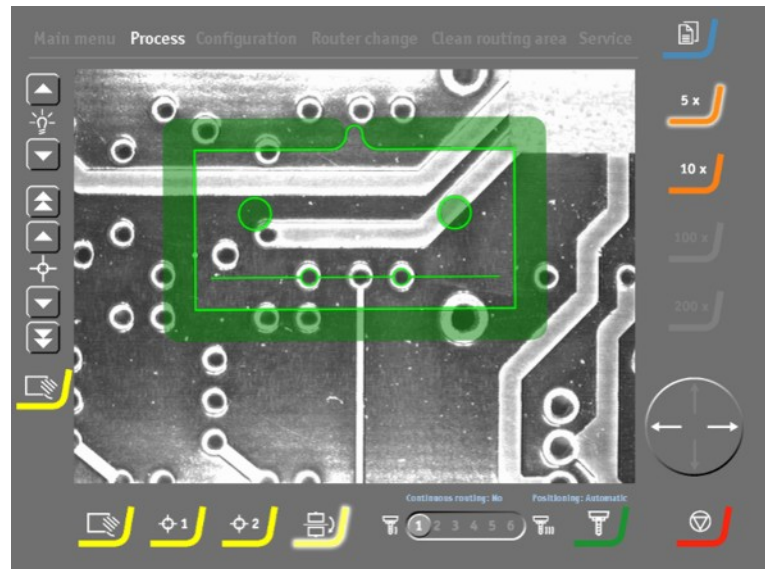 Main menu Process Configuration Router change Clean routing area Service
5 x
10 x
100 x
200 x
Continuous routing: No Positioning: Automatic
1 2 1 2 3 4 5 6